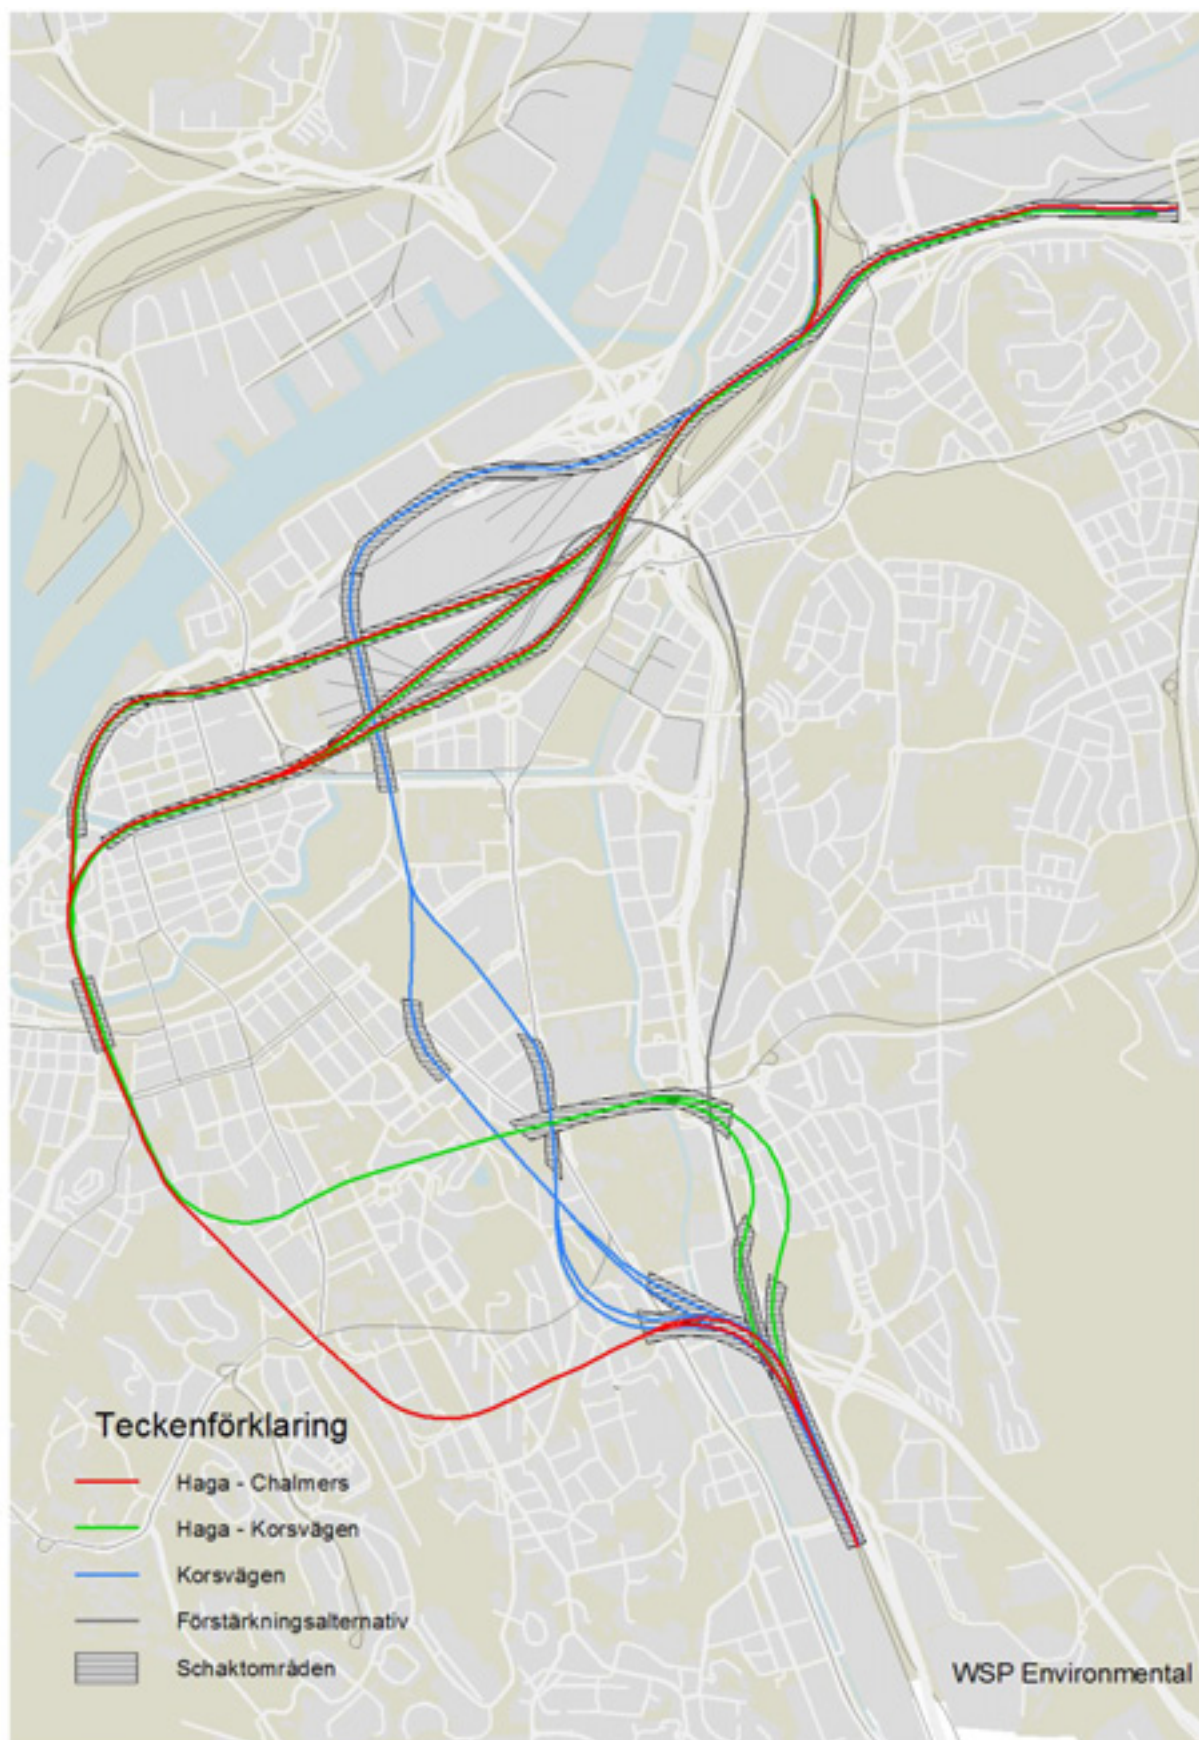 Teckenförklaring
Haga - Chalmers
Haga - Korsvägen
Korsvägen
Förstärkningsalternativ
Schaktområden
WSP Environmental